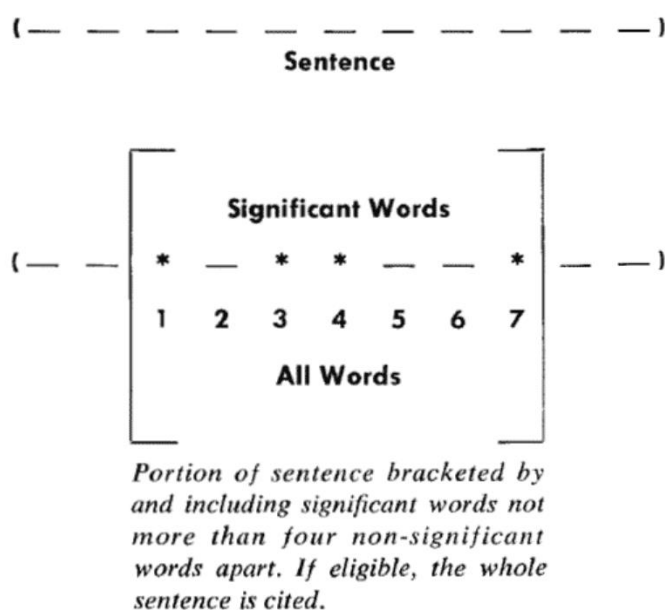 (— — — — — — — — — — —)
Sentence
Significant Words
(— — * — * * — — * — —)
1 2 3 4 5 6 7
All Words
Portion of sentence bracketed by
and including significant words not
more than four non-significant
words apart. If eligible, the whole
sentence is cited.